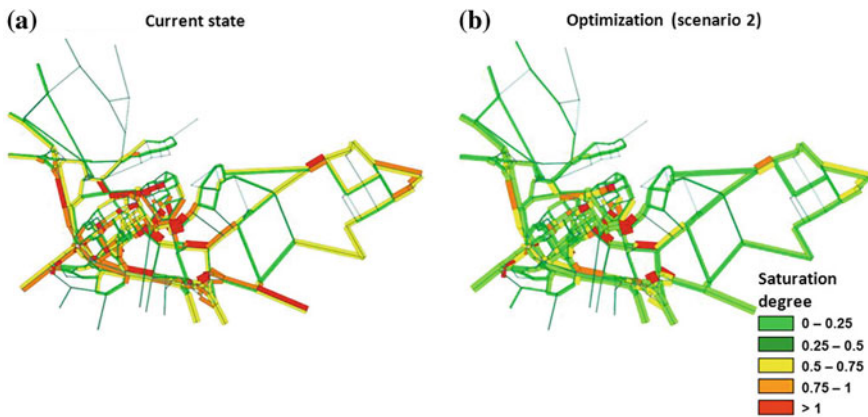 (a) Current state
(b) Optimization (scenario 2)
Saturation
degree
0 – 0.25
0.25 – 0.5
0.5 – 0.75
0.75 – 1
> 1